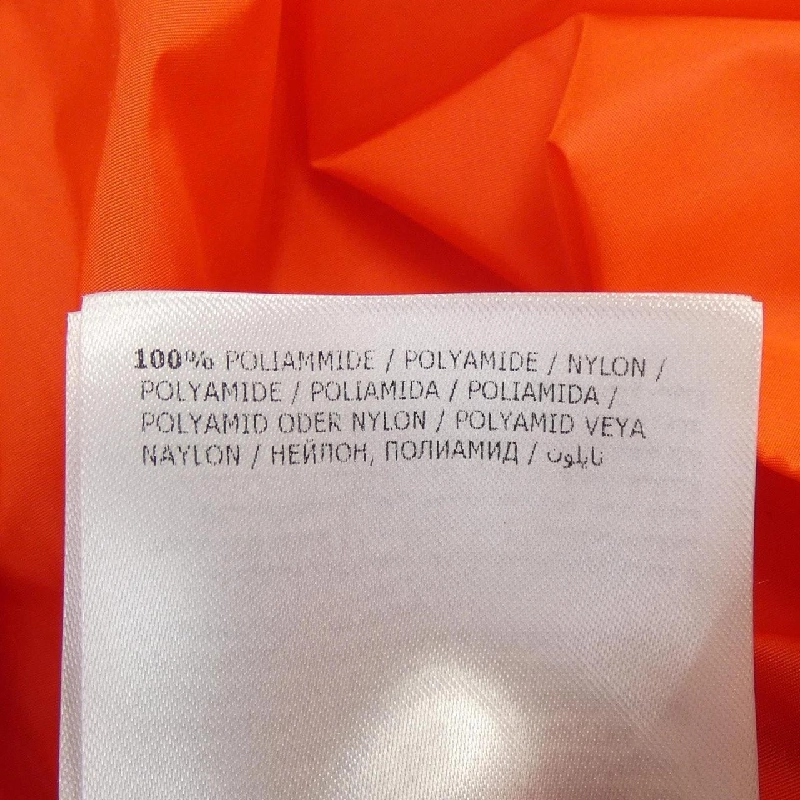 100% POLIAMMIDE / POLYAMIDE / NYLON /
POLYAMIDE / POLIAMIDA / POLIAMIDA /
POLYAMID ODER NYLON / POLYAMID VEYA
NAYLON / НЕЙЛОН, ПОЛИАМИД / نايلون